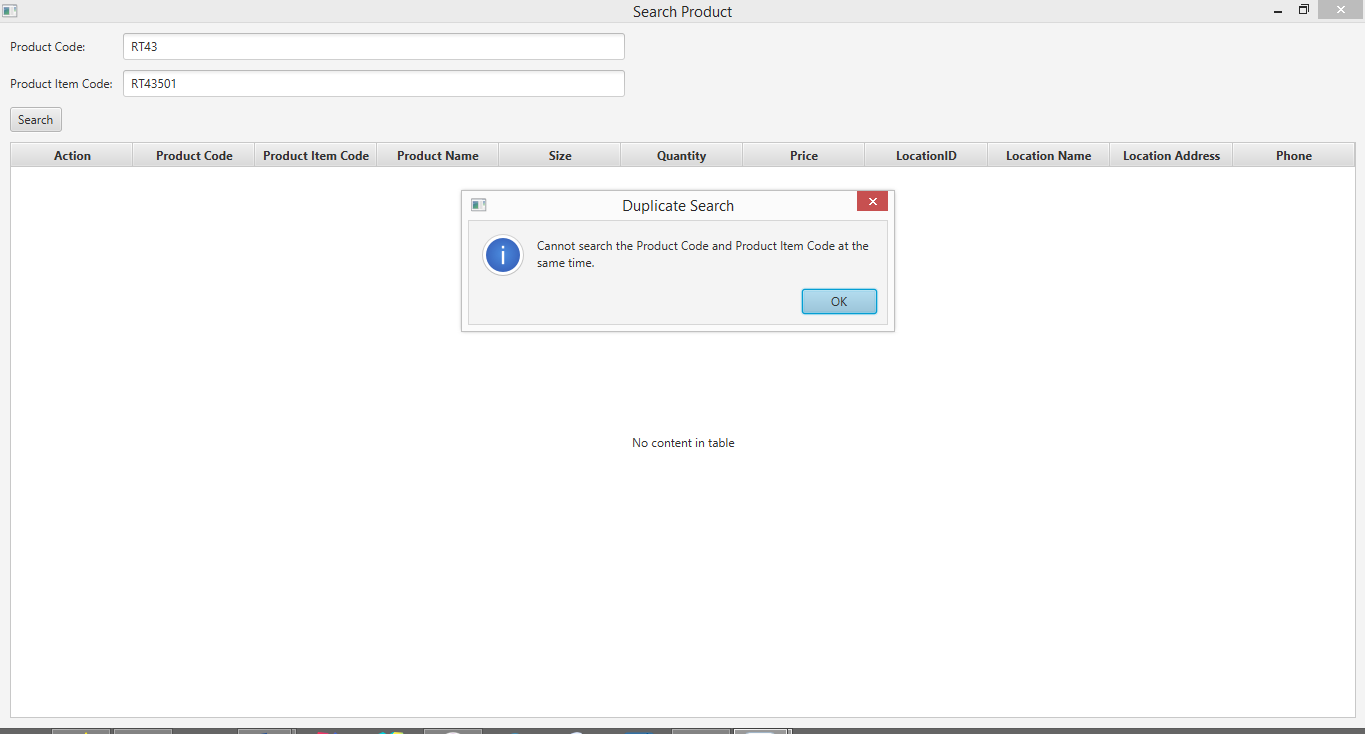 Search Product
Product Code: RT43
Product Item Code: RT43501
Search
Action Product Code Product Item Code Product Name Size Quantity Price LocationID Location Name Location Address Phone
Duplicate Search
Cannot search the Product Code and Product Item Code at the
same time.
OK
No content in table